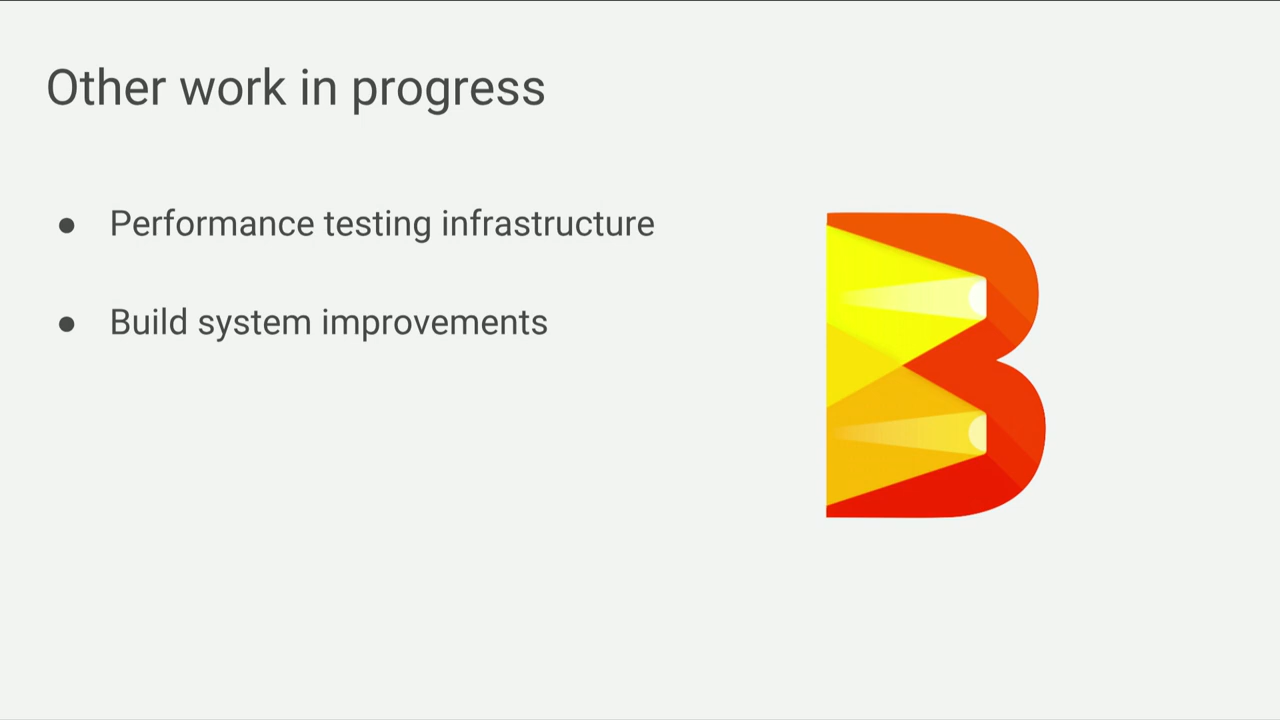 Other work in progress
● Performance testing infrastructure
● Build system improvements
B